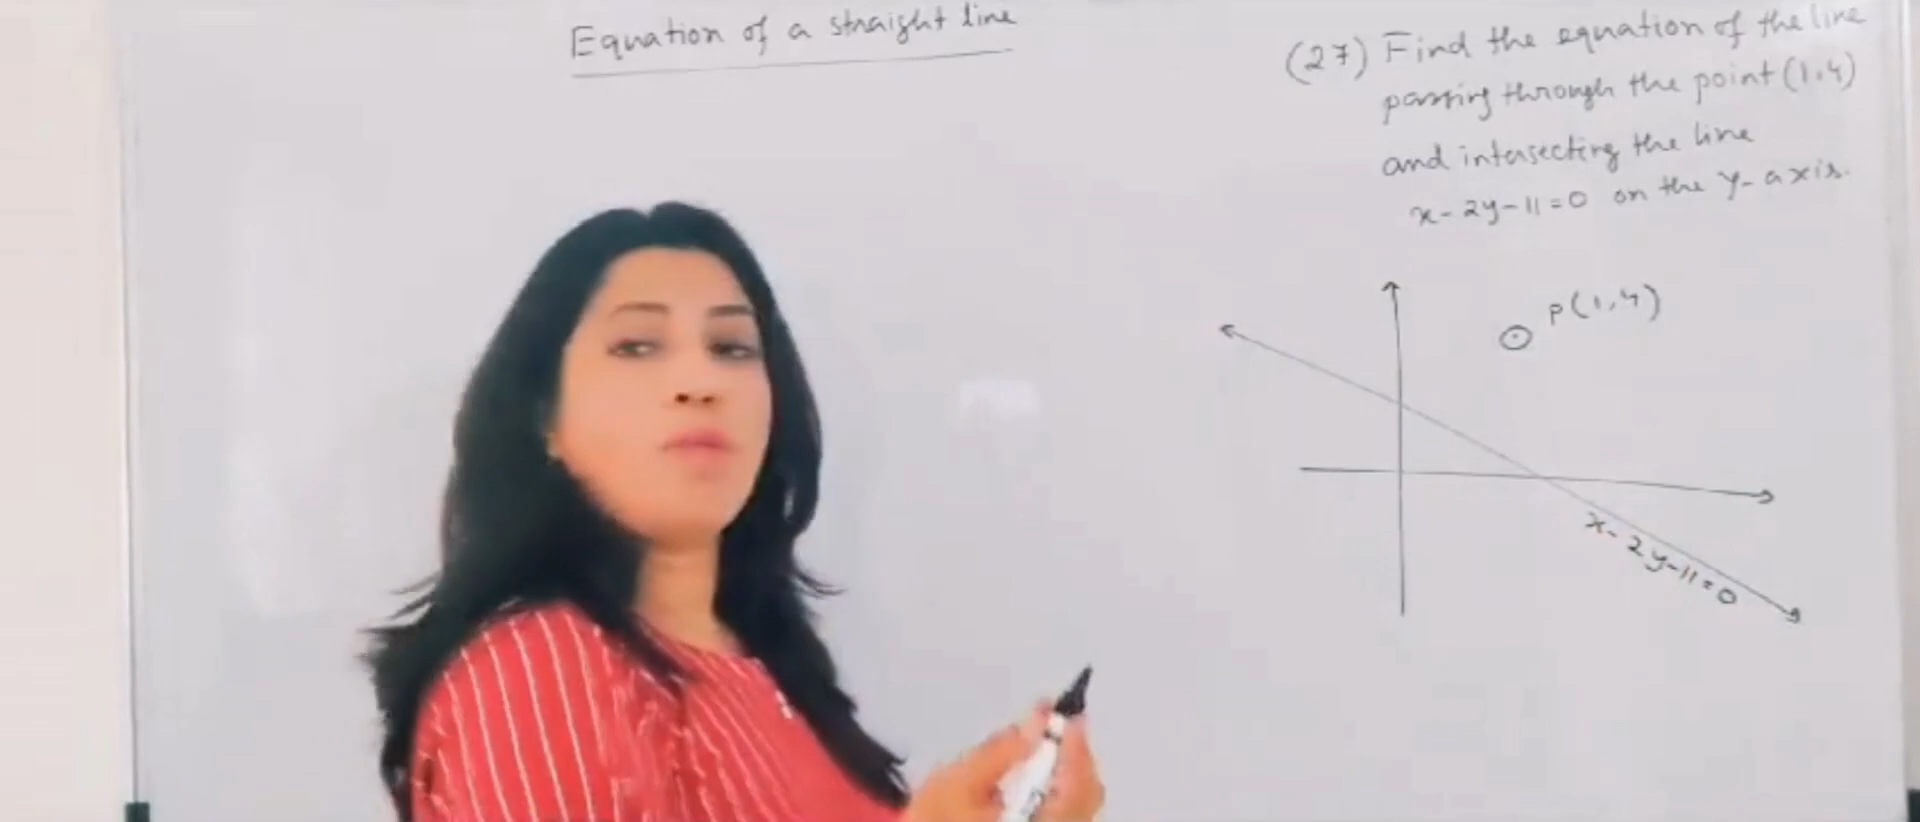 Equation of a straight line
(27) Find the equation of the line
passing through the point (1,4)
and intersecting the line
x-2y-11=0 on the y-axis.
P(1,4)
x-2y-11=0